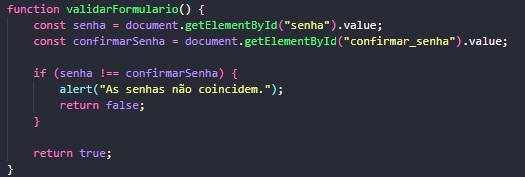 function validarFormulario() {
    const senha = document.getElementById("senha").value;
    const confirmarSenha = document.getElementById("confirmar_senha").value;

    if (senha !== confirmarSenha) {
        alert("As senhas não coincidem.");
        return false;
    }

    return true;
}